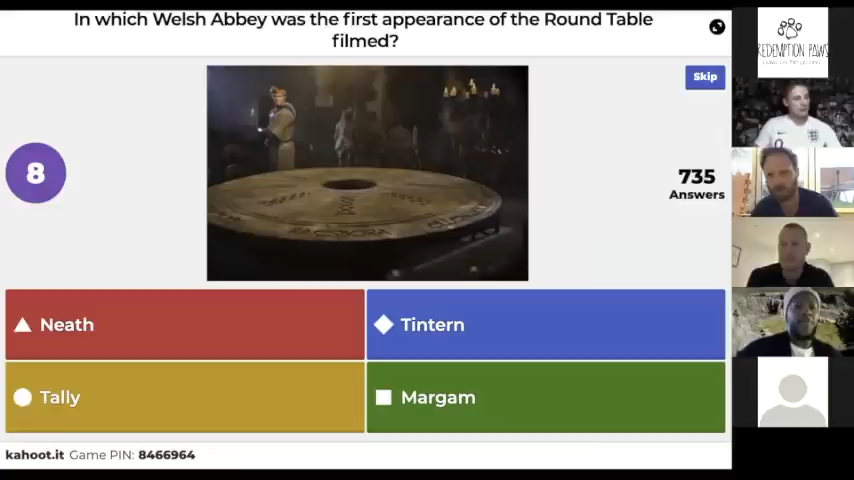 In which Welsh Abbey was the first appearance of the Round Table
filmed?
REDEMPTION PAWS
Skip
8
735
Answers
Neath
Tintern
Tally
Margam
kahoot.it Game PIN: 8466964